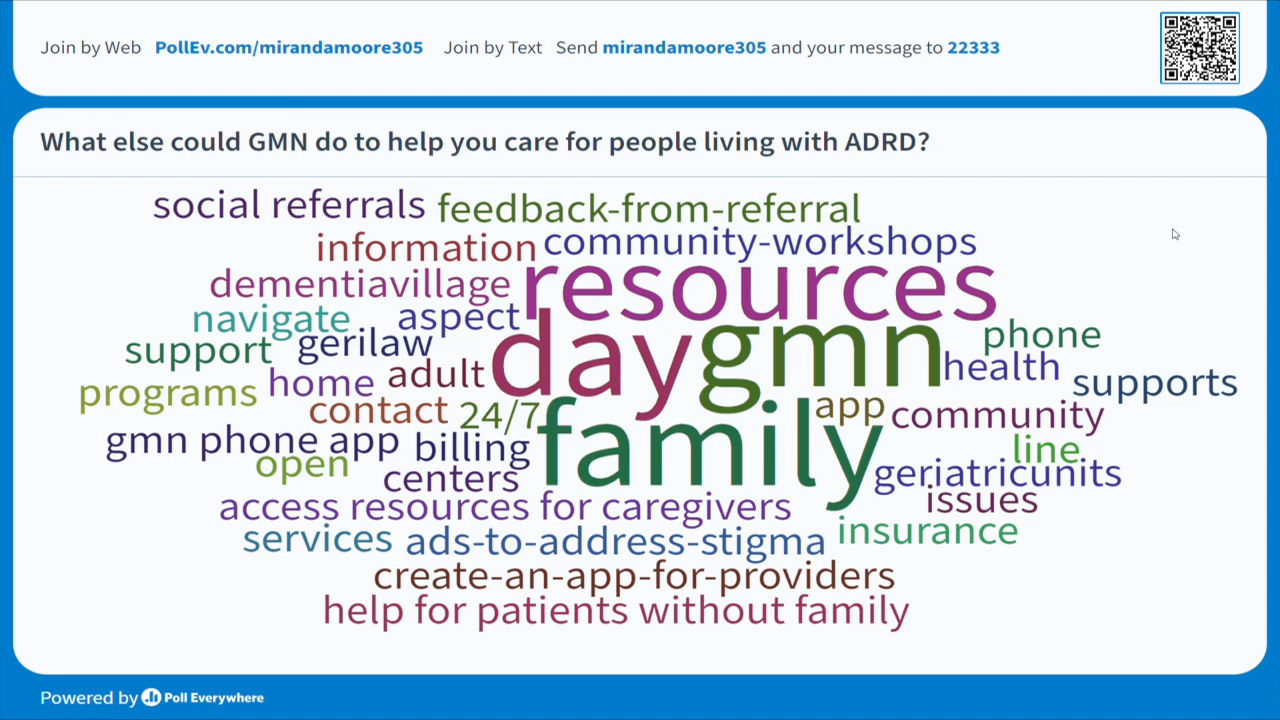 Join by Web PollEv.com/mirandamoore305 Join by Text Send mirandamoore305 and your message to 22333
What else could GMN do to help you care for people living with ADRD?
social referrals feedback-from-referral
information community-workshops
dementiavillage resources
navigate aspect
support gerilaw day gmn phone
programs home adult health supports
contact 24/7 app community
gmn phone app billing family line
open centers geriatricunits
access resources for caregivers issues
services ads-to-address-stigma insurance
create-an-app-for-providers
help for patients without family
Powered by Poll Everywhere